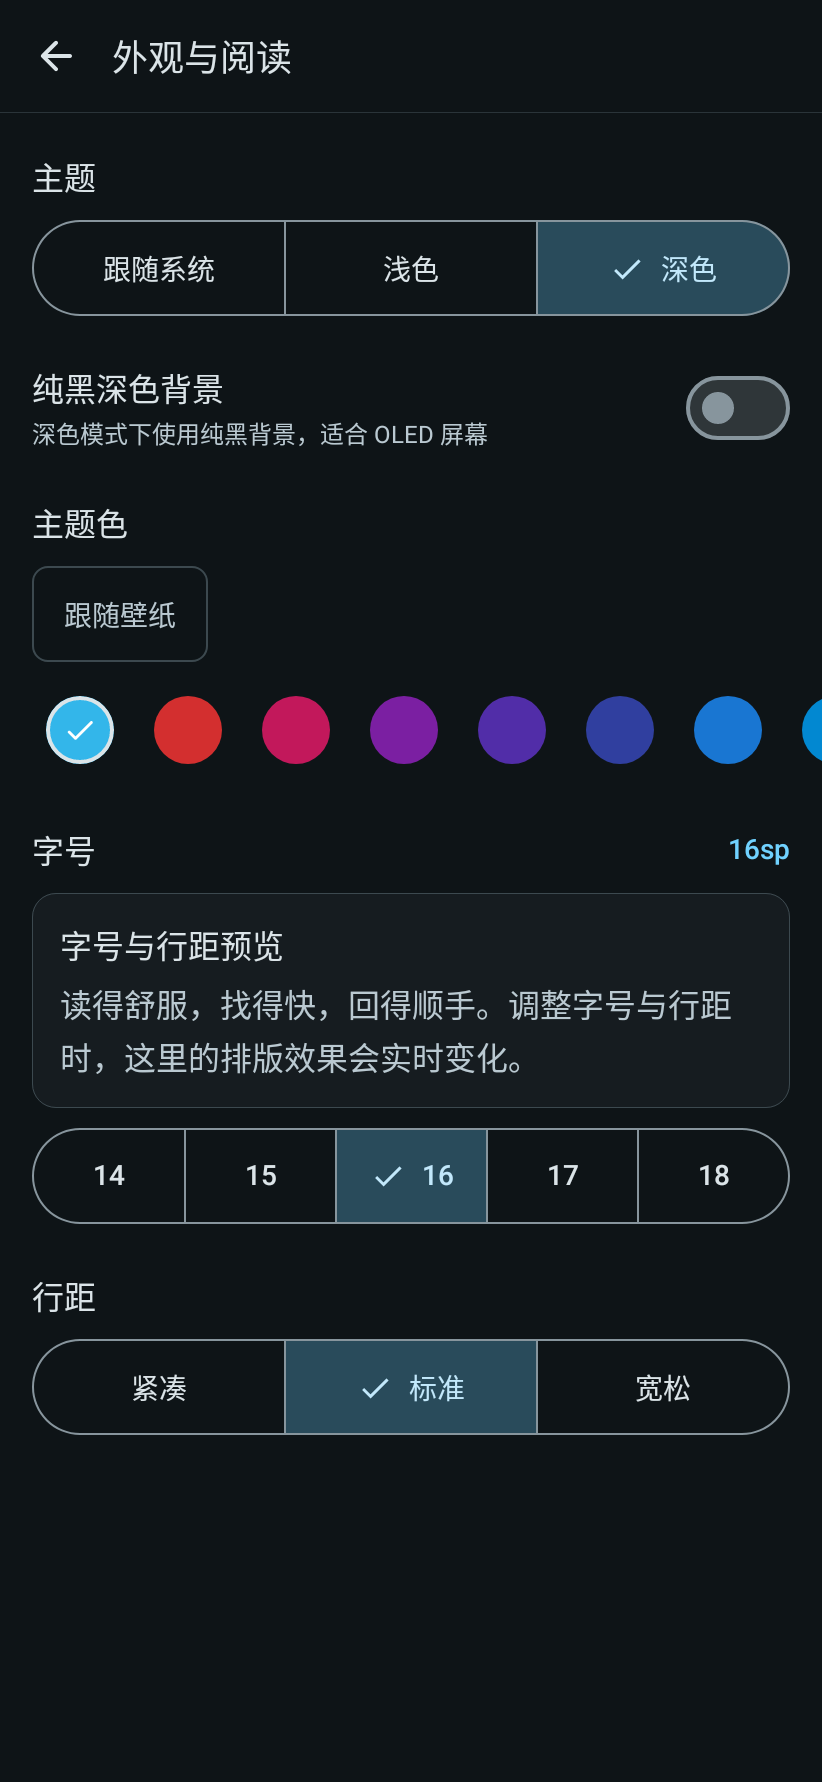 外观与阅读
主题
跟随系统
浅色
深色
纯黑深色背景
深色模式下使用纯黑背景，适合 OLED 屏幕
主题色
跟随壁纸
字号
16sp
字号与行距预览
读得舒服，找得快，回得顺手。调整字号与行距
时，这里的排版效果会实时变化。
14
15
16
17
18
行距
紧凑
标准
宽松